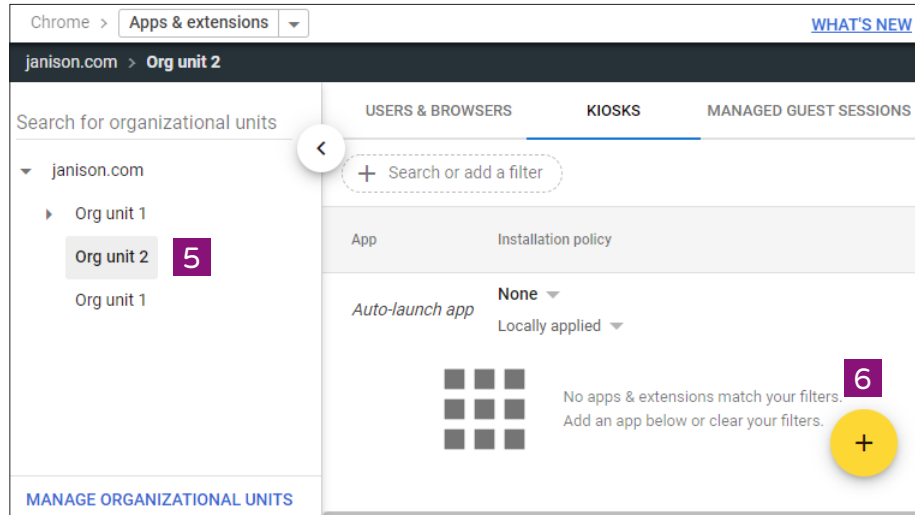 Chrome > Apps & extensions
WHAT'S NEW
janison.com > Org unit 2
Search for organizational units
janison.com
Org unit 1
Org unit 2 5
Org unit 1
MANAGE ORGANIZATIONAL UNITS
USERS & BROWSERS KIOSKS MANAGED GUEST SESSIONS
+ Search or add a filter
App Installation policy
Auto-launch app None
Locally applied
6
No apps & extensions match your filters.
Add an app below or clear your filters.
+